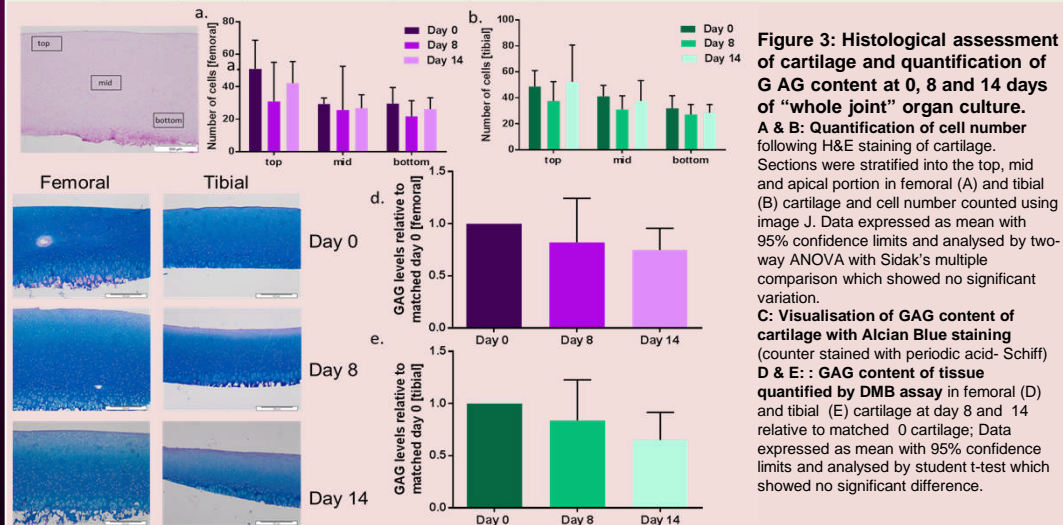 a.
top
mid
bottom
Number of cells [femoral]
80
60
a
40
20
0
top mid bottom
Day 0
Day 8
Day 14
b.
Number of cells [tibial]
100
80
60
40
20
0
top mid bottom
Day 0
Day 8
Day 14
Femoral Tibial
Day 0
Day 8
Day 14
d.
GAG levels relative to
matched day 0 [femoral]
1.5
1.0
0.5
0.0
Day 0 Day 8 Day 14
e.
GAG levels relative to
matched day 0 [tibial]
1.5
1.0
0.5
0.0
Day 0 Day 8 Day 14
Figure 3: Histological assessment
of cartilage and quantification of
G AG content at 0, 8 and 14 days
of “whole joint” organ culture.
A & B: Quantification of cell number
following H&E staining of cartilage.
Sections were stratified into the top, mid
and apical portion in femoral (A) and tibial
(B) cartilage and cell number counted using
image J. Data expressed as mean with
95% confidence limits and analysed by two-
way ANOVA with Sidak’s multiple
comparison which showed no significant
variation.
C: Visualisation of GAG content of
cartilage with Alcian Blue staining
(counter stained with periodic acid- Schiff)
D & E: : GAG content of tissue
quantified by DMB assay in femoral (D)
and tibial (E) cartilage at day 8 and 14
relative to matched 0 cartilage; Data
expressed as mean with 95% confidence
limits and analysed by student t-test which
showed no significant difference.